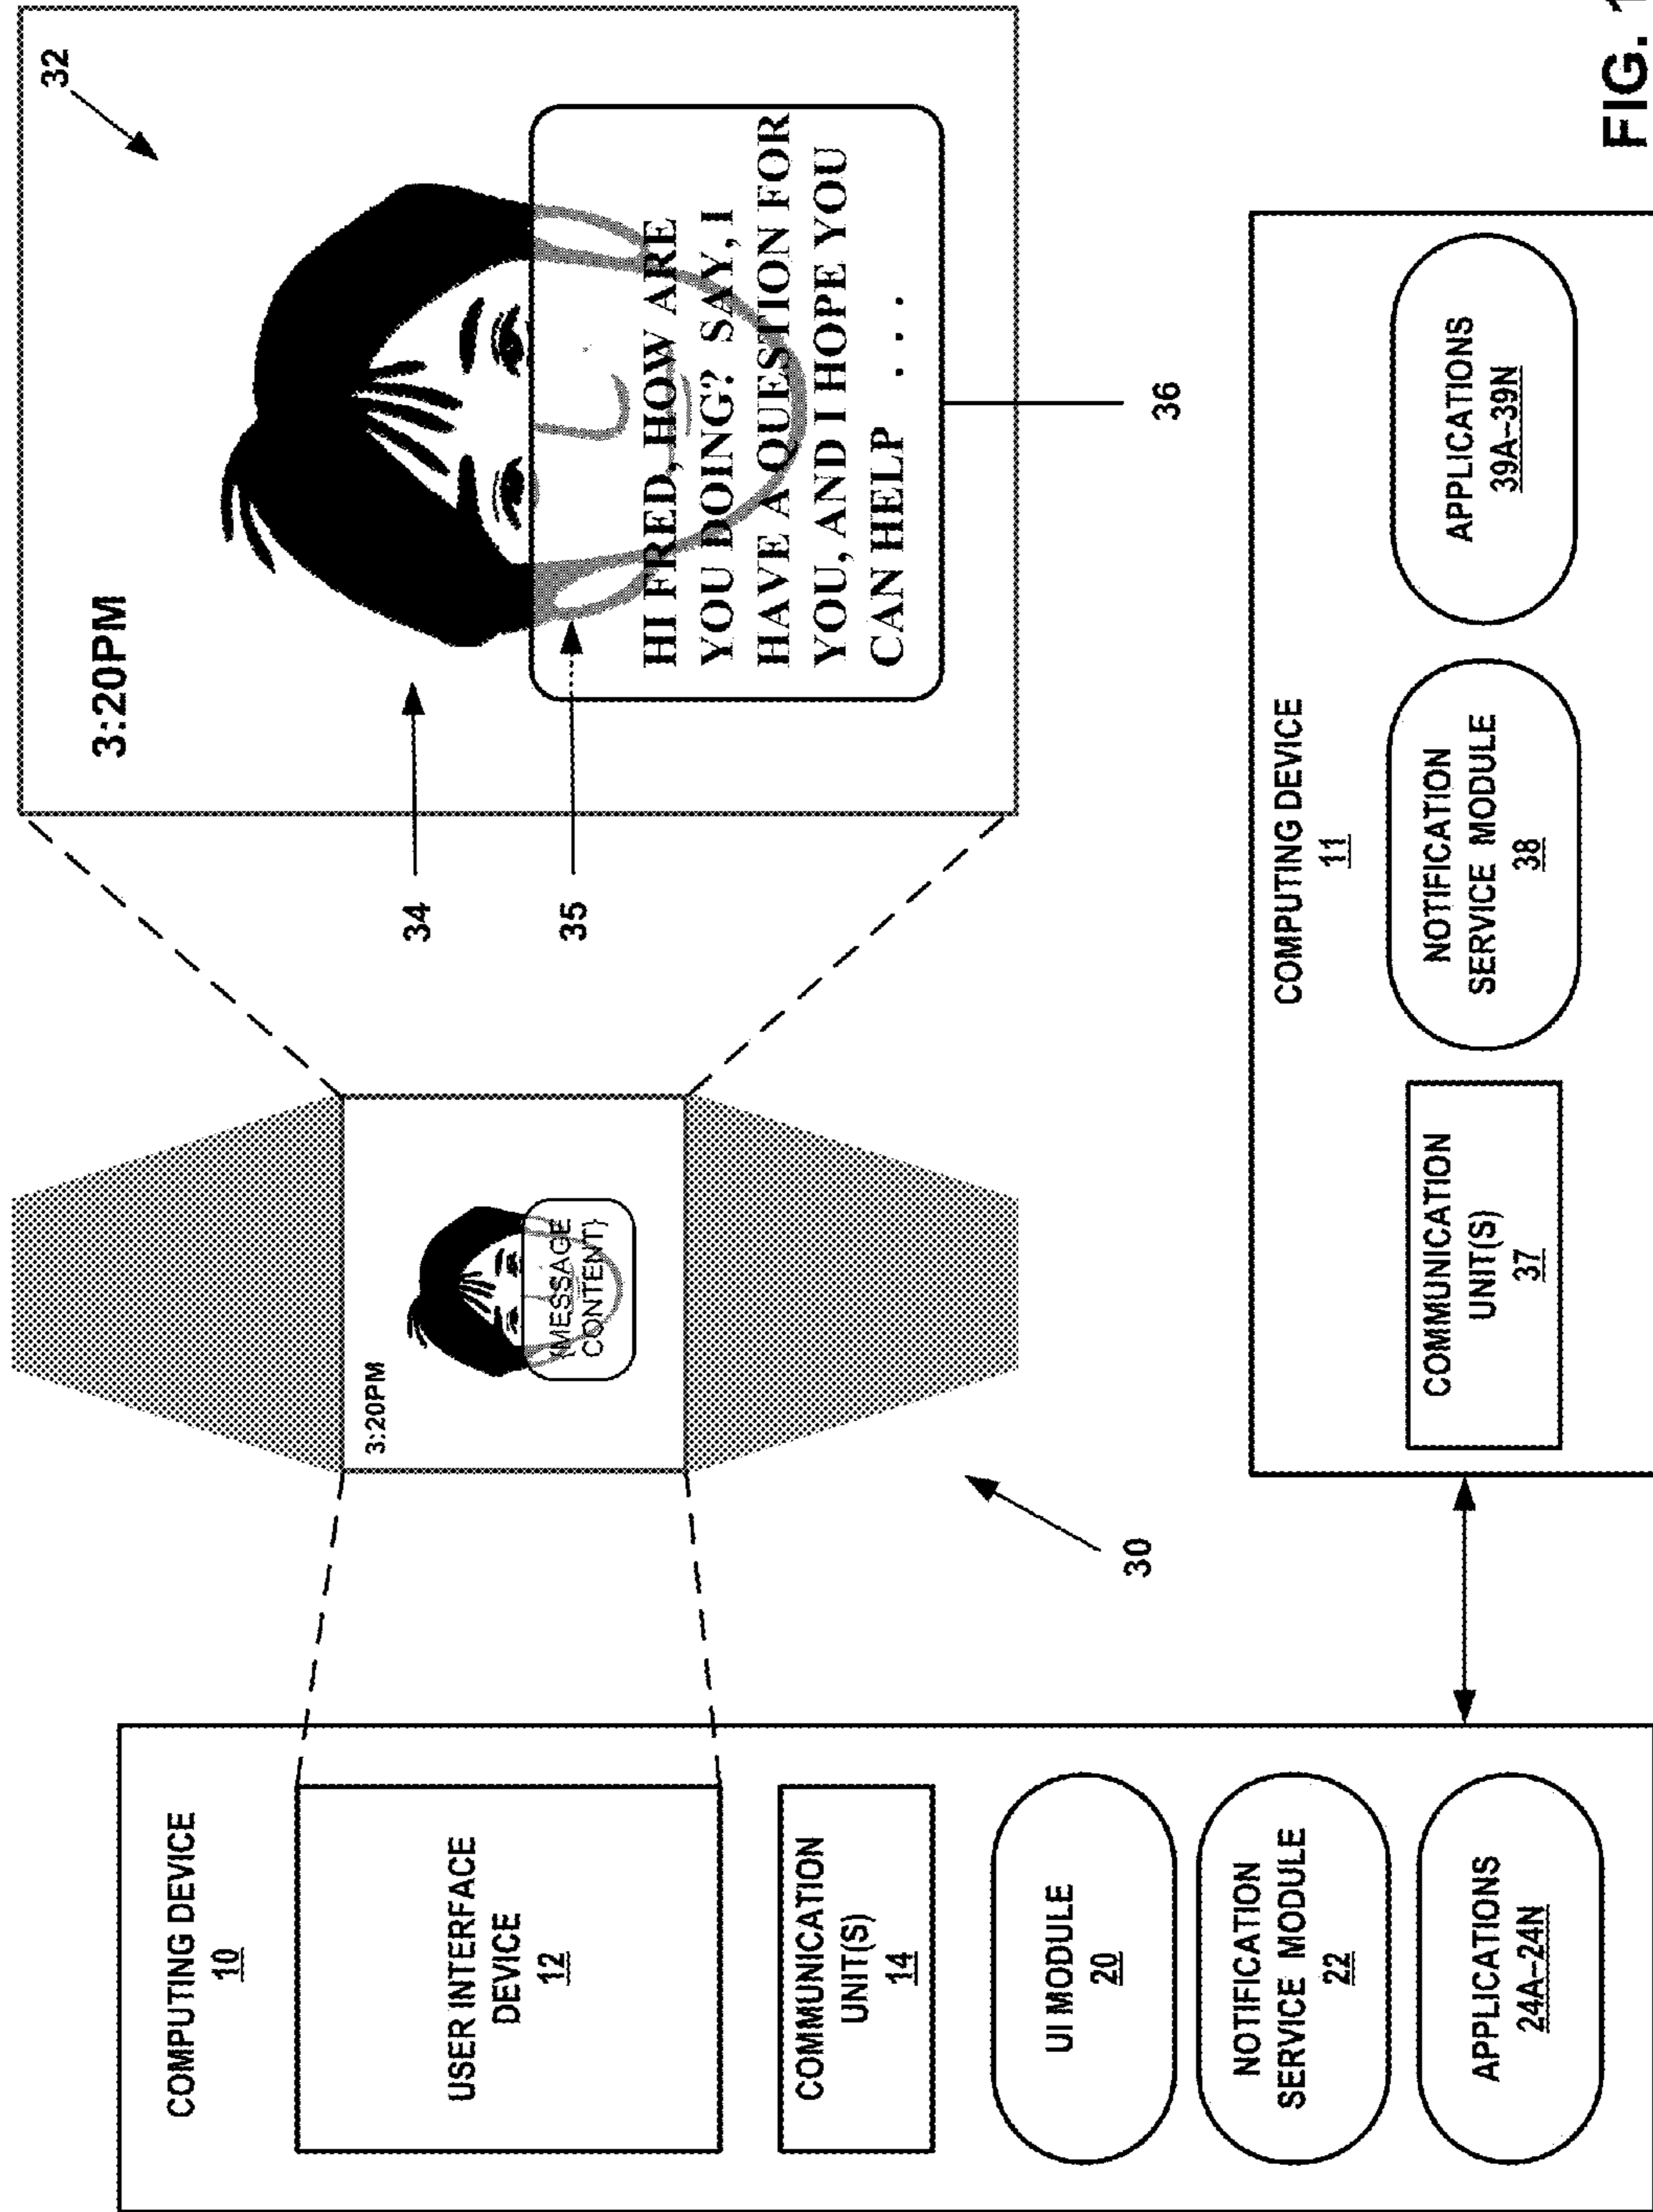 COMPUTING DEVICE
10
USER INTERFACE
DEVICE
12
COMMUNICATION
UNIT(S)
14
UI MODULE
20
NOTIFICATION
SERVICE MODULE
22
APPLICATIONS
24A–24N
3:20PM
{MESSAGE
CONTENT}
30
3:20PM
32
34
35
HI FRED, HOW ARE
YOU DOING? SAY, I
HAVE A QUESTION FOR
YOU, AND I HOPE YOU
CAN HELP . . .
36
COMPUTING DEVICE
11
COMMUNICATION
UNIT(S)
37
NOTIFICATION
SERVICE MODULE
38
APPLICATIONS
39A–39N
FIG. 1